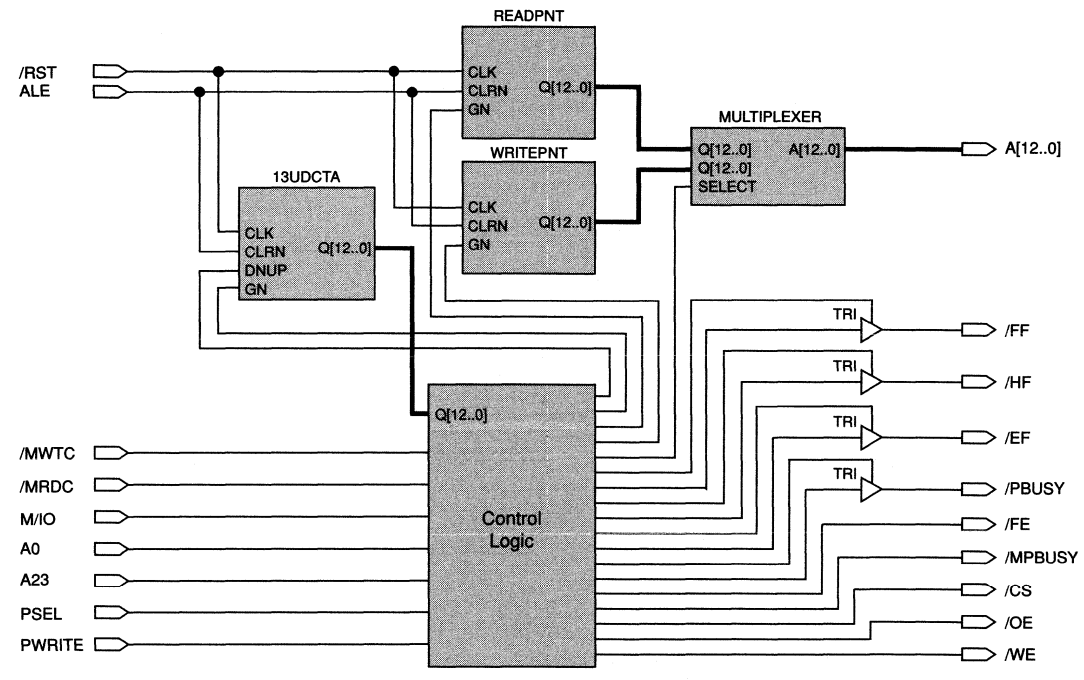 READPNT
/RST
ALE
CLK
CLRN
GN
Q[12..0]
MULTIPLEXER
Q[12..0]
Q[12..0]
SELECT
A[12..0]
A[12..0]
WRITEPNT
CLK
CLRN
GN
Q[12..0]
13UDCTA
CLK
CLRN
DNUP
GN
Q[12..0]
TRI
/FF
TRI
/HF
TRI
/EF
TRI
/PBUSY
/FE
/MPBUSY
/CS
/OE
/WE
Q[12..0]
Control
Logic
/MWTC
/MRDC
M/IO
A0
A23
PSEL
PWRITE